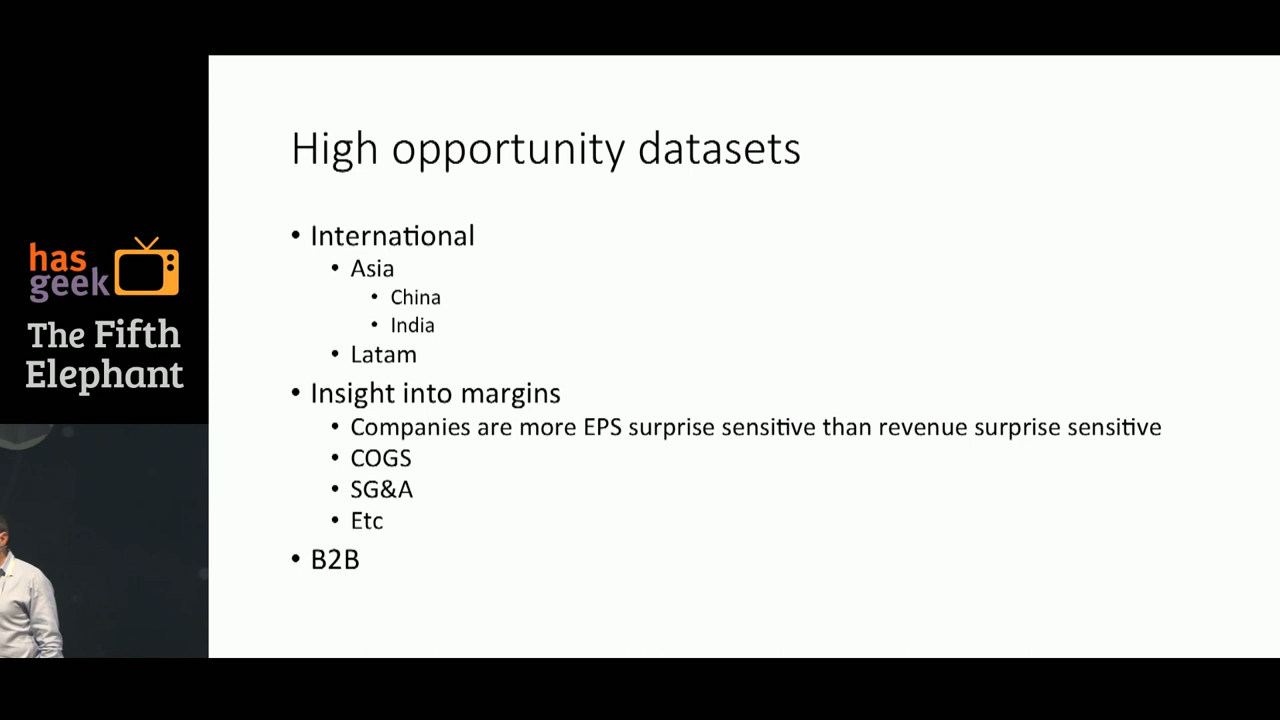 has
geek
The Fifth
Elephant
High opportunity datasets
• International
• Asia
• China
• India
• Latam
• Insight into margins
• Companies are more EPS surprise sensitive than revenue surprise sensitive
• COGS
• SG&A
• Etc
• B2B